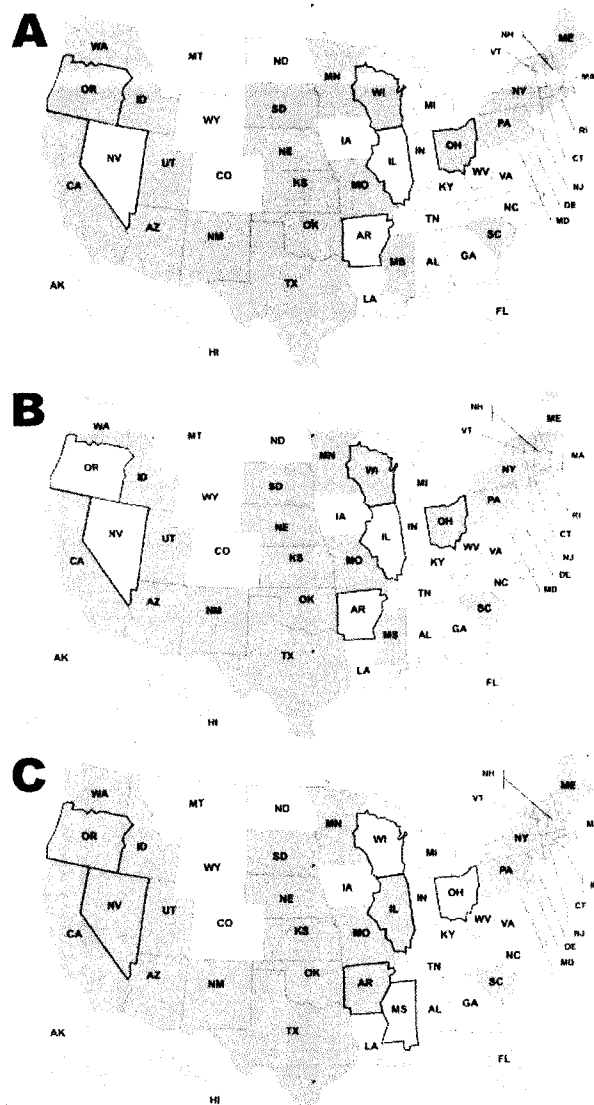 A
WA
MT
ND
MN
ME
NH
VT
OR
ID
SD
WI
MI
NY
MA
WY
IA
PA
RI
NV
UT
NE
IL
IN
OH
CT
CA
CO
KS
MO
KY
WV
VA
NJ
DE
MD
AZ
NM
OK
AR
TN
NC
SC
MS
AL
GA
TX
LA
AK
FL
HI
B
WA
MT
ND
MN
ME
NH
VT
OR
ID
SD
WI
MI
NY
MA
WY
IA
PA
RI
NV
UT
NE
IL
IN
OH
CT
CA
CO
KS
MO
KY
WV
VA
NJ
DE
MD
AZ
NM
OK
AR
TN
NC
SC
MS
AL
GA
TX
LA
AK
FL
HI
C
WA
MT
ND
MN
ME
NH
VT
OR
ID
SD
WI
MI
NY
WY
IA
PA
NV
UT
NE
IL
IN
OH
CT
CA
CO
KS
MO
KY
WV
VA
NJ
DE
MD
AZ
NM
OK
AR
TN
NC
SC
MS
AL
GA
TX
LA
AK
FL
HI